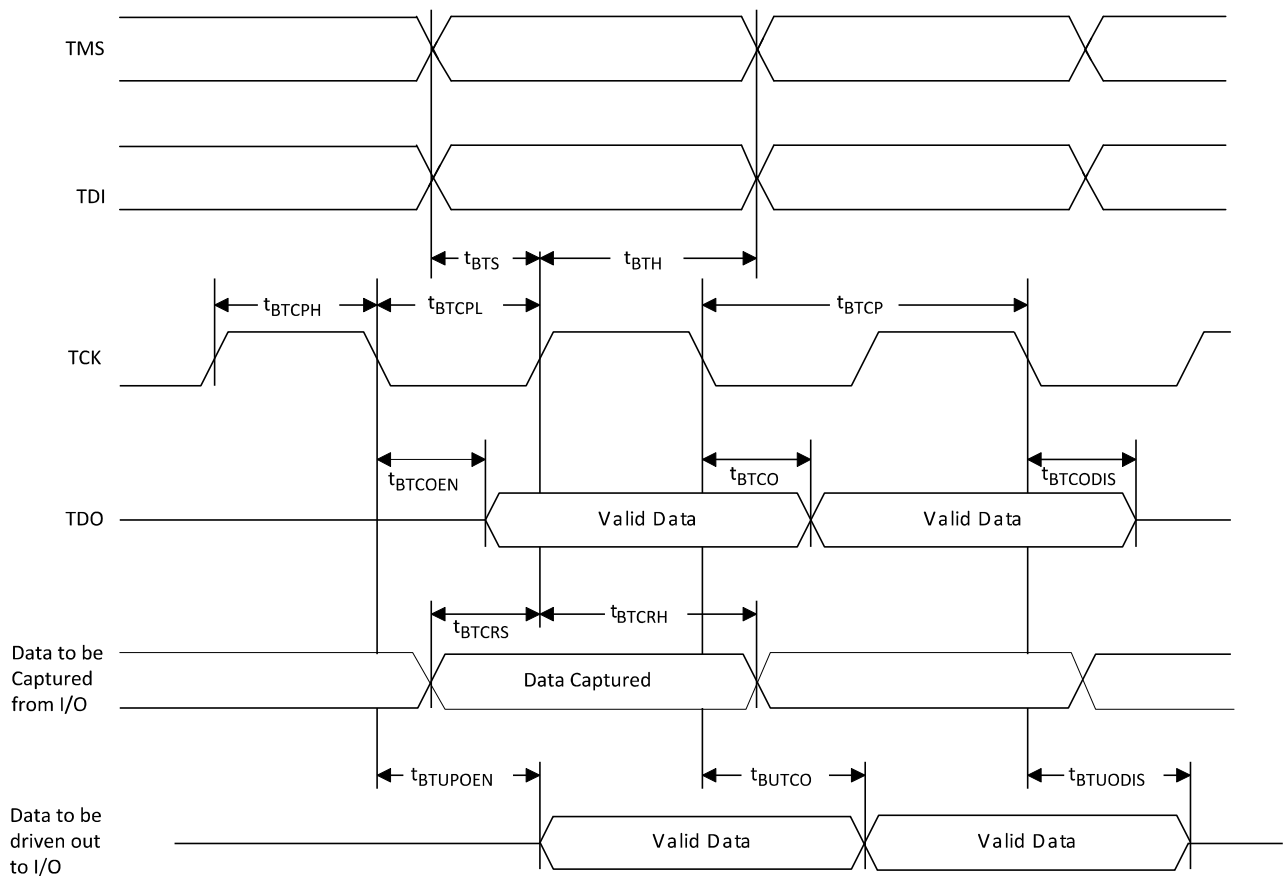 TMS
TDI
tBTS
tBTH
tBTCPH
tBTCPL
tBTCP
TCK
tBTCOEN
tBTCO
tBTCODIS
TDO
Valid Data
Valid Data
tBTCRS
tBTCRH
Data to be
Captured
from I/O
Data Captured
tBTUPOEN
tBUTCO
tBTUODIS
Data to be
driven out
to I/O
Valid Data
Valid Data